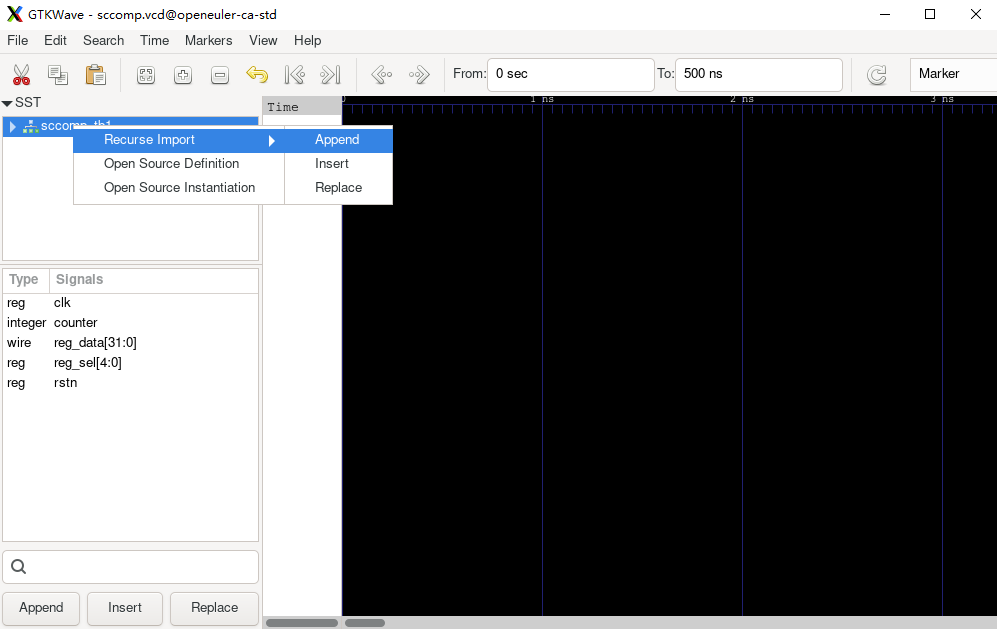 GTKWave - sccomp.vcd@openeuler-ca-std
File Edit Search Time Markers View Help
From: 0 sec To: 500 ns Marker
SST
Time
0 1 ns 2 ns 3 ns
Recurse Import Append
Open Source Definition Insert
Open Source Instantiation Replace
Type Signals
reg clk
integer counter
wire reg_data[31:0]
reg reg_sel[4:0]
reg rstn
Append Insert Replace